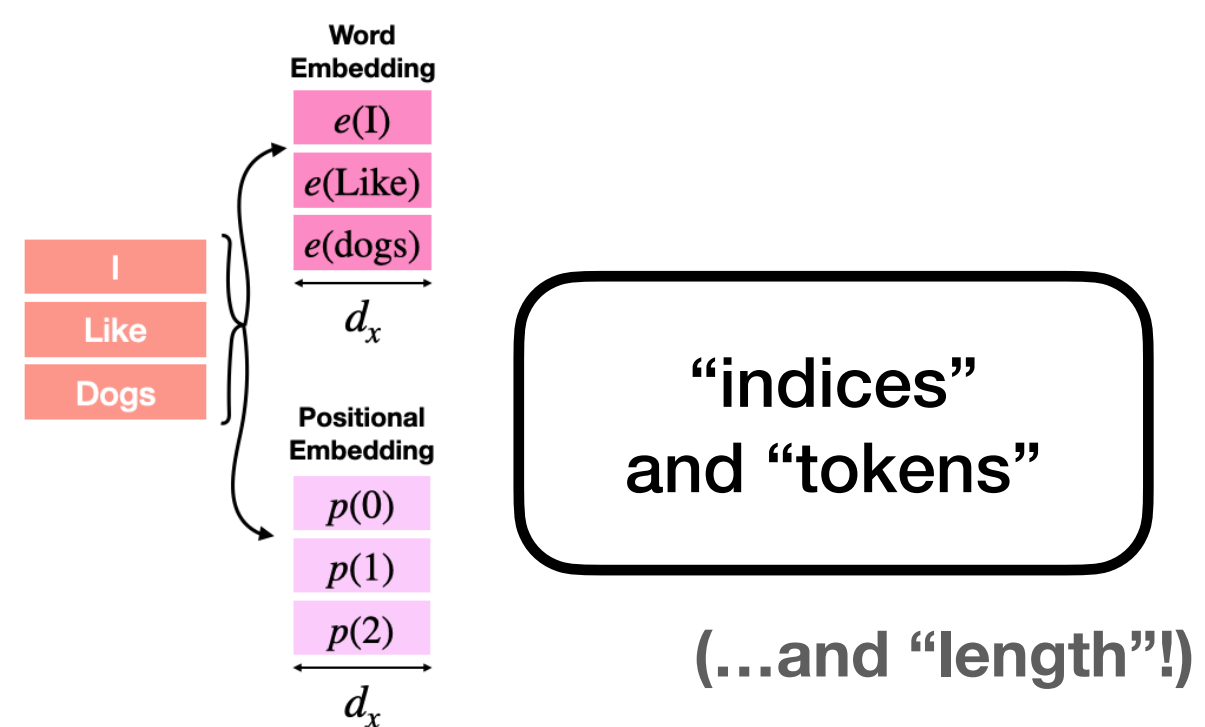 Word
Embedding
e(I)
e(Like)
e(dogs)
d_x
I
Like
Dogs
Positional
Embedding
p(0)
p(1)
p(2)
d_x
“indices”
and “tokens”
(...and “length”!)